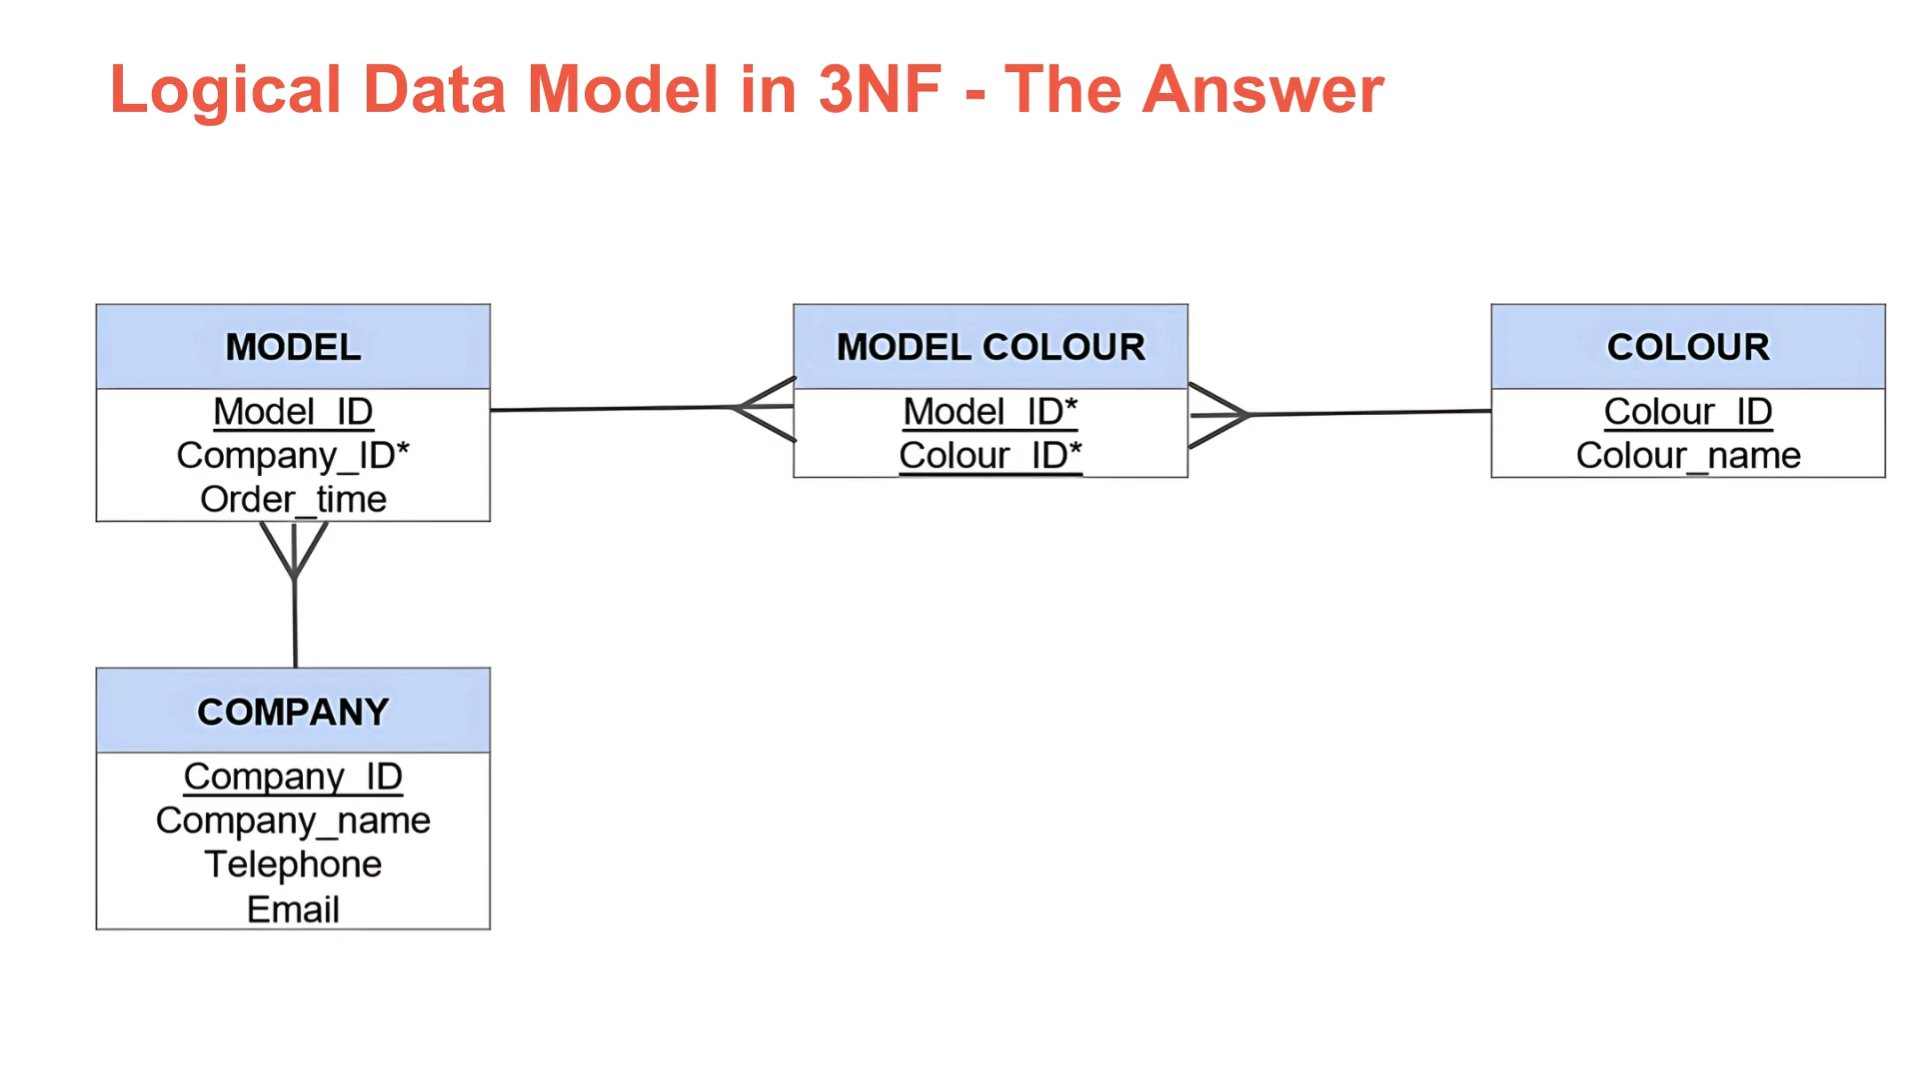 Logical Data Model in 3NF - The Answer
MODEL
Model_ID
Company_ID*
Order_time
MODEL COLOUR
Model_ID*
Colour_ID*
COLOUR
Colour_ID
Colour_name
COMPANY
Company_ID
Company_name
Telephone
Email